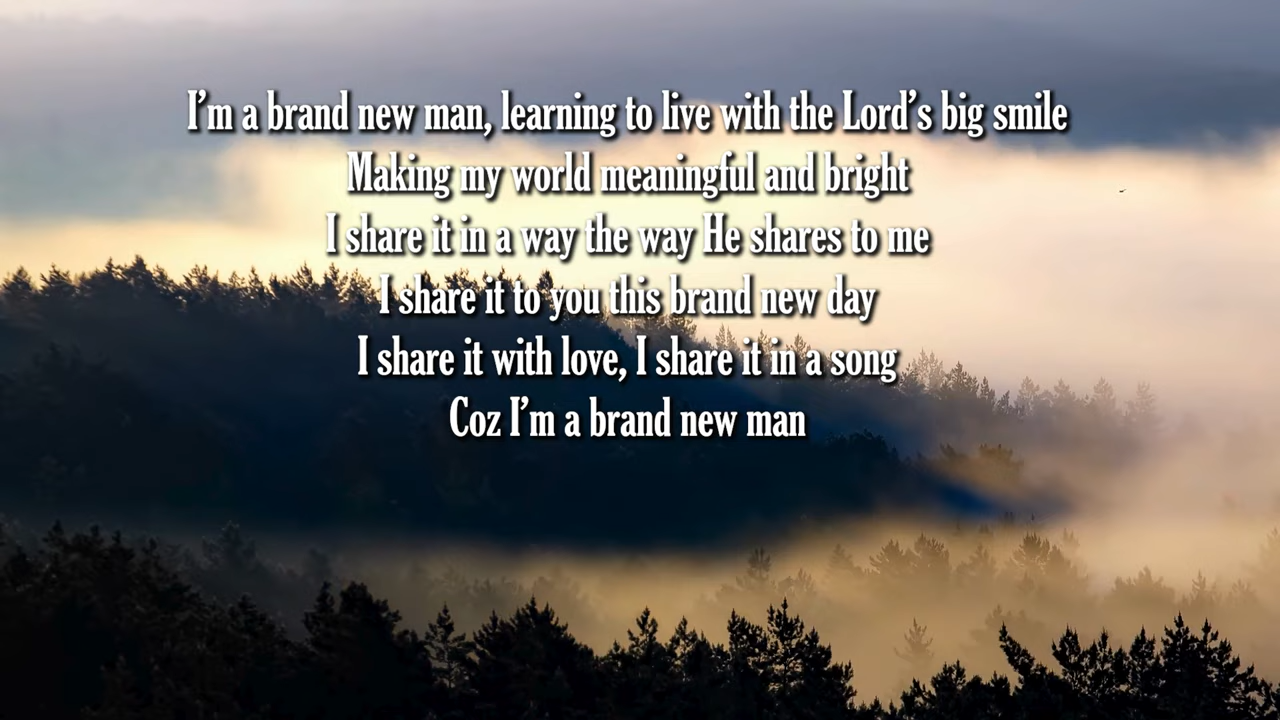 I'm a brand new man, learning to live with the Lord's big smile
Making my world meaningful and bright
I share it in a way the way He shares to me
I share it to you this brand new day
I share it with love, I share it in a song
Coz I'm a brand new man